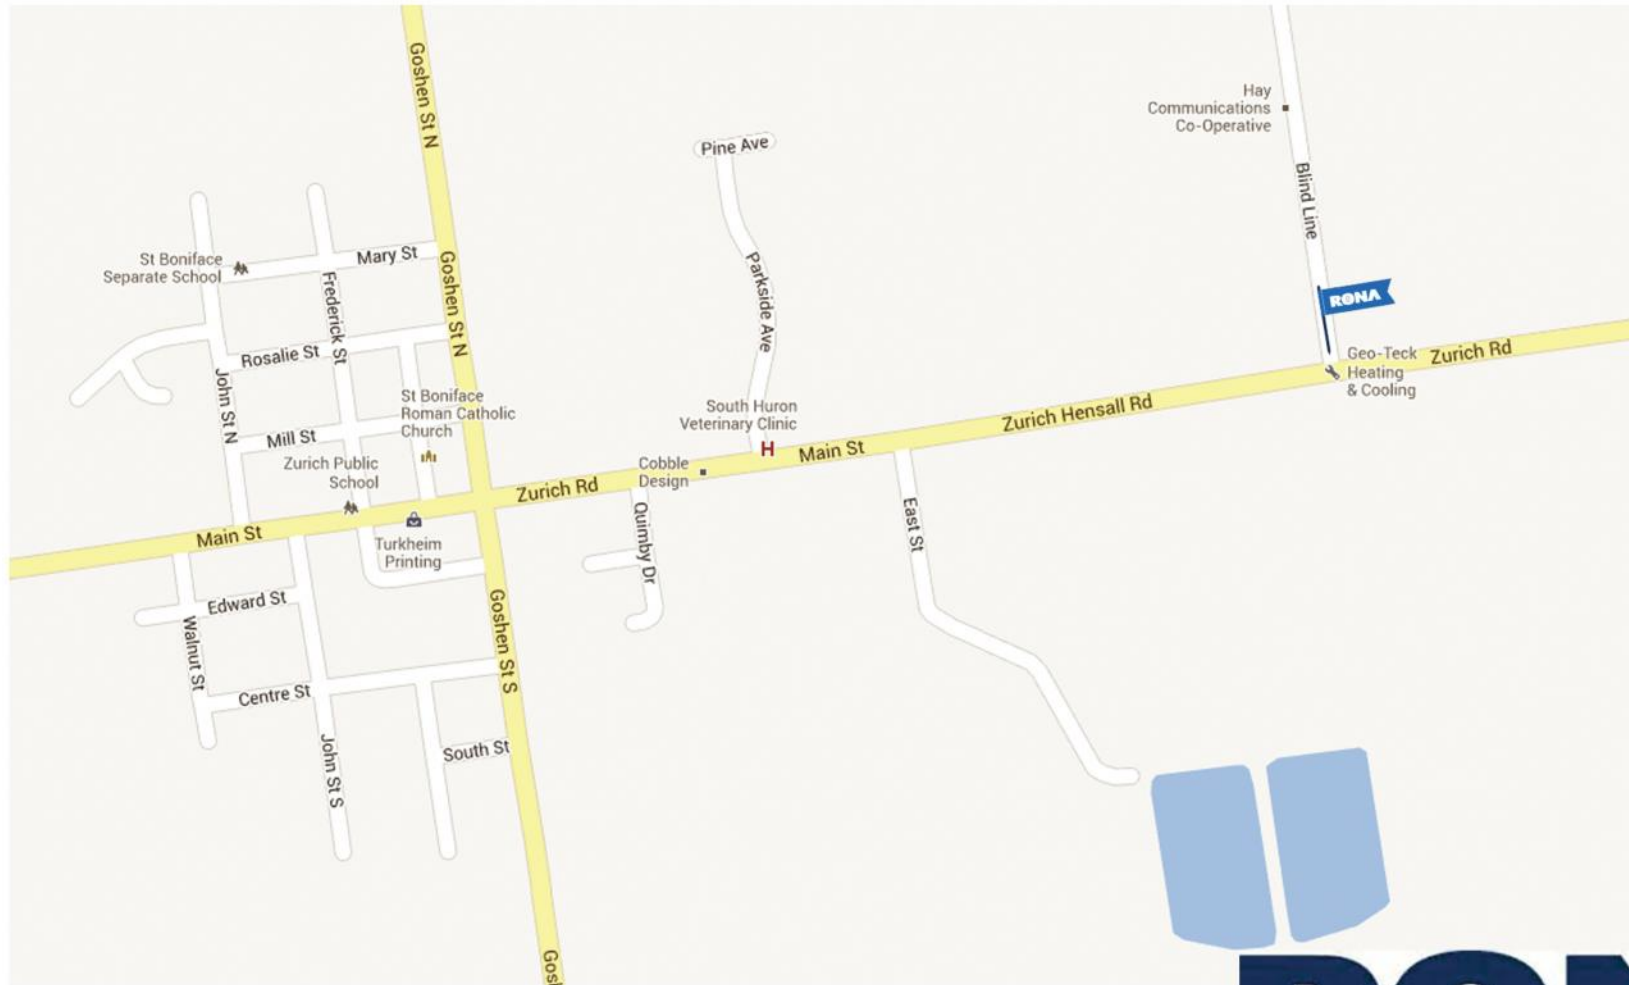 Goshen St N
Hay
Communications
Co-Operative
Pine Ave
Blind Line
Mary St
St Boniface
Separate School
Goshen St N
Frederick St
Parkside Ave
RONA
Rosalie St
Geo-Teck
Heating
& Cooling
Zurich Rd
John St N
St Boniface
Roman Catholic
Church
South Huron
Veterinary Clinic
Zurich Hensall Rd
Mill St
H
Main St
Zurich Public
School
Cobble
Design
Zurich Rd
Main St
Turkheim
Printing
Quimby Dr
East St
Edward St
Goshen St S
Walnut St
Centre St
John St S
South St